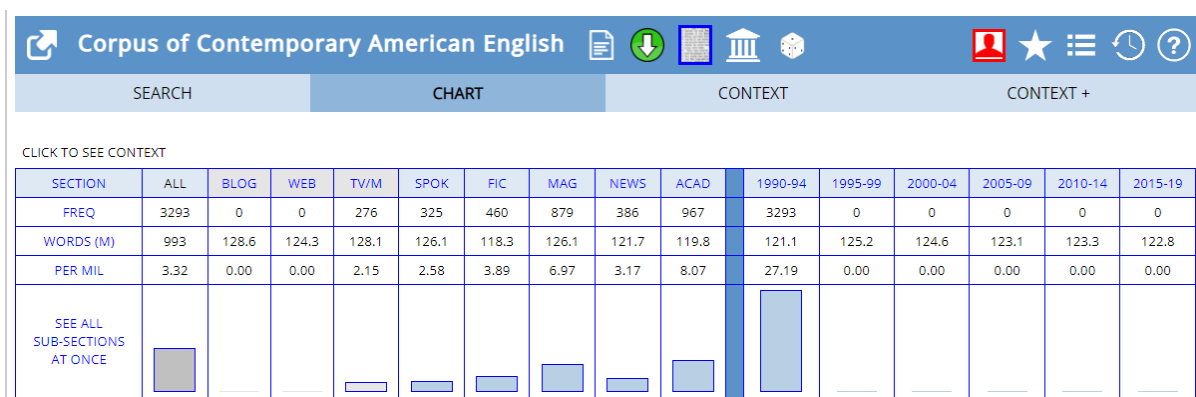 Corpus of Contemporary American English
SEARCH CHART CONTEXT CONTEXT +
CLICK TO SEE CONTEXT
SECTION ALL BLOG WEB TV/M SPOK FIC MAG NEWS ACAD 1990-94 1995-99 2000-04 2005-09 2010-14 2015-19
FREQ 3293 0 0 276 325 460 879 386 967 3293 0 0 0 0 0
WORDS (M) 993 128.6 124.3 128.1 126.1 118.3 126.1 121.7 119.8 121.1 125.2 124.6 123.1 123.3 122.8
PER MIL 3.32 0.00 0.00 2.15 2.58 3.89 6.97 3.17 8.07 27.19 0.00 0.00 0.00 0.00 0.00
SEE ALL
SUB-SECTIONS
AT ONCE